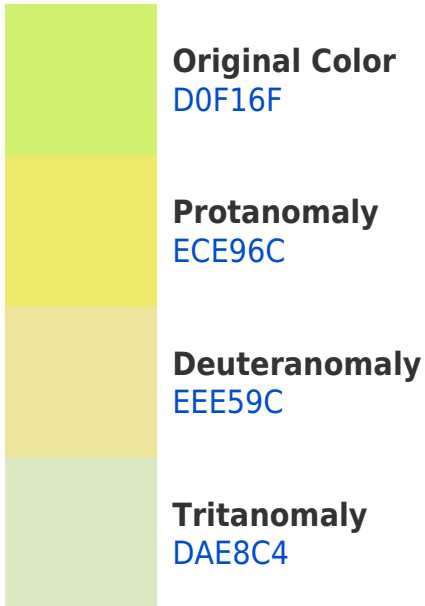 Original Color
D0F16F
Protanomaly
ECE96C
Deuteranomaly
EEE59C
Tritanomaly
DAE8C4